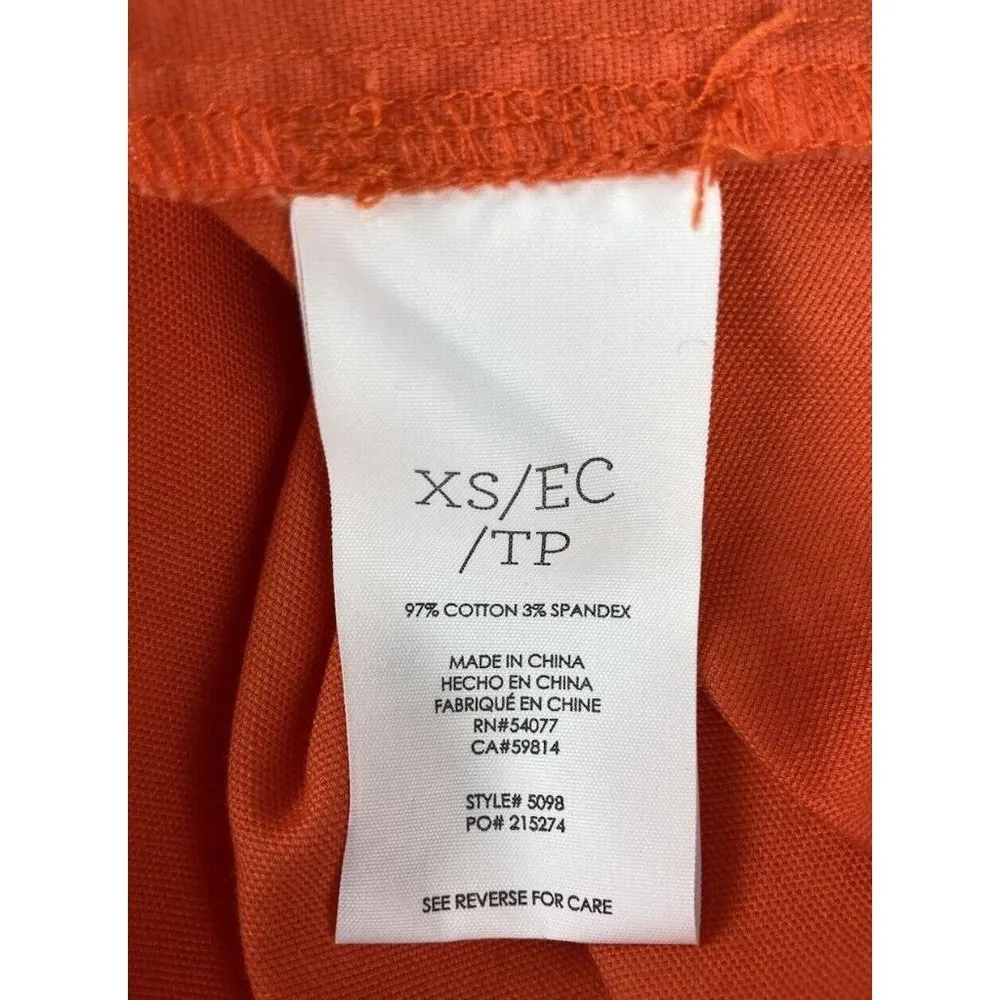 XS/EC
/TP
97% COTTON 3% SPANDEX
MADE IN CHINA
HECHO EN CHINA
FABRIQUÉ EN CHINE
RN#54077
CA#59814
STYLE# 5098
PO# 215274
SEE REVERSE FOR CARE